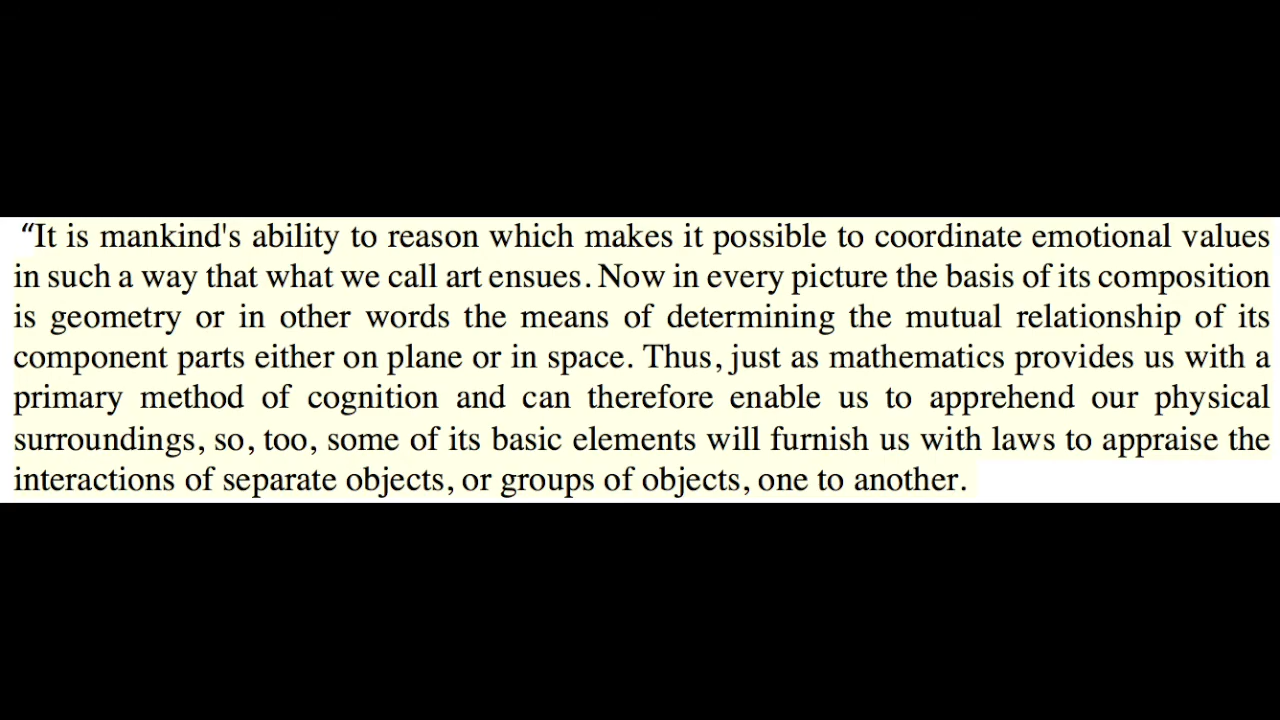 “It is mankind's ability to reason which makes it possible to coordinate emotional values
in such a way that what we call art ensues. Now in every picture the basis of its composition
is geometry or in other words the means of determining the mutual relationship of its
component parts either on plane or in space. Thus, just as mathematics provides us with a
primary method of cognition and can therefore enable us to apprehend our physical
surroundings, so, too, some of its basic elements will furnish us with laws to appraise the
interactions of separate objects, or groups of objects, one to another.